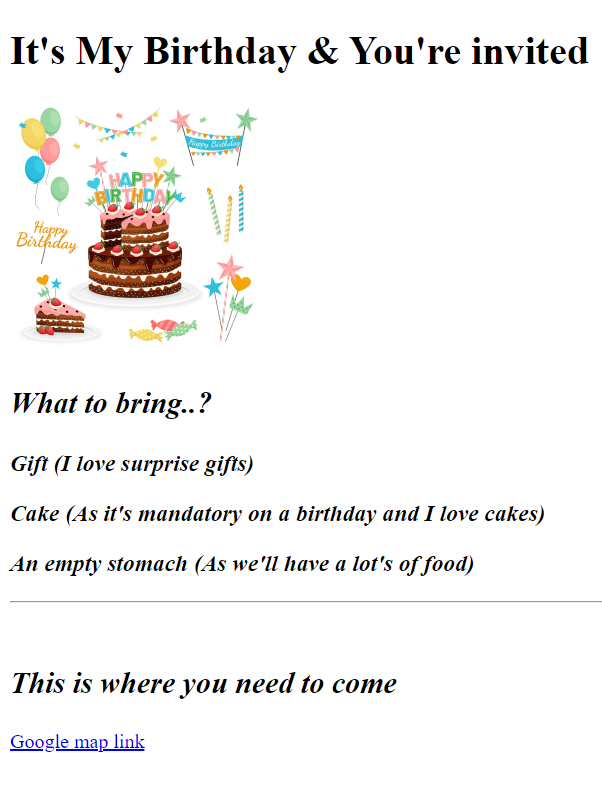 It's My Birthday & You're invited
Happy Birthday
HAPPY
BIRTHDAY
Happy
Birthday
What to bring..?
Gift (I love surprise gifts)
Cake (As it's mandatory on a birthday and I love cakes)
An empty stomach (As we'll have a lot's of food)
This is where you need to come
Google map link